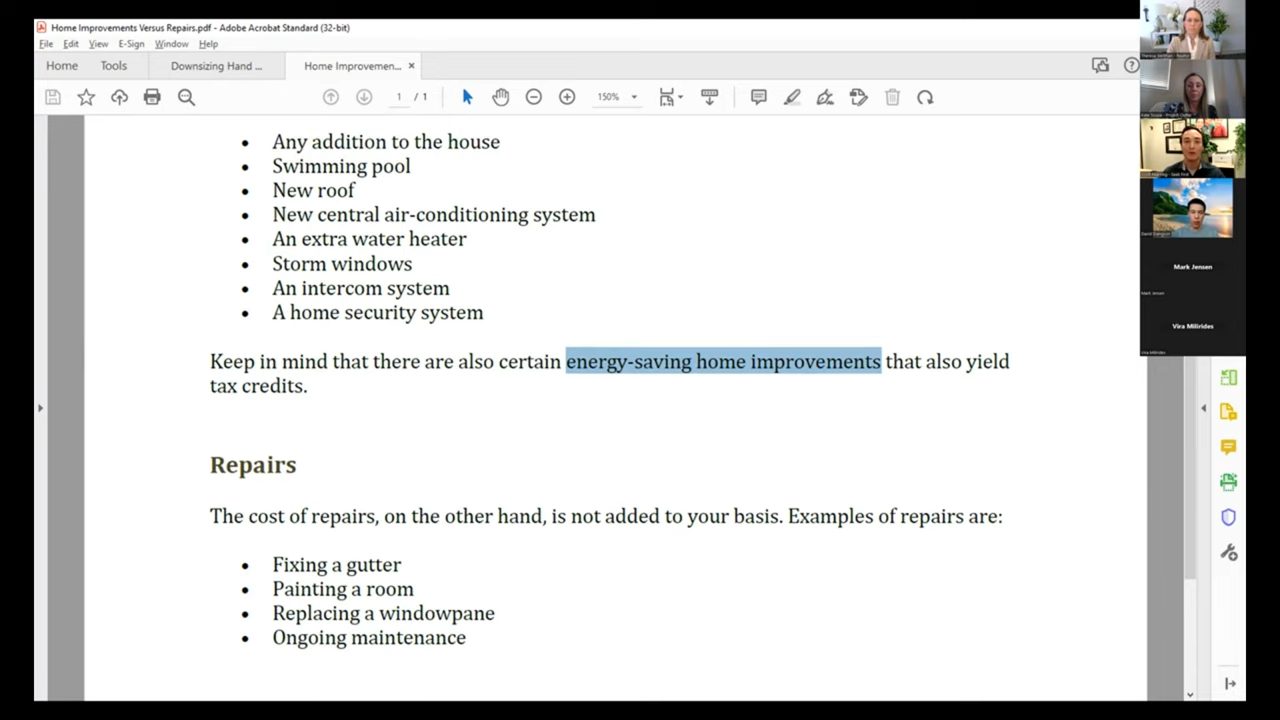 Home Improvements Versus Repairs.pdf - Adobe Acrobat Standard (32-bit)
File Edit View E-Sign Window Help
Home Tools Downsizing Hand ... Home Improvemen... ×
1 / 1 150%
• Any addition to the house
• Swimming pool
• New roof
• New central air-conditioning system
• An extra water heater
• Storm windows
• An intercom system
• A home security system
Keep in mind that there are also certain energy-saving home improvements that also yield
tax credits.
Repairs
The cost of repairs, on the other hand, is not added to your basis. Examples of repairs are:
• Fixing a gutter
• Painting a room
• Replacing a windowpane
• Ongoing maintenance
Mark Jensen
Mark Jensen
Vira Millrides
Vira Millrides